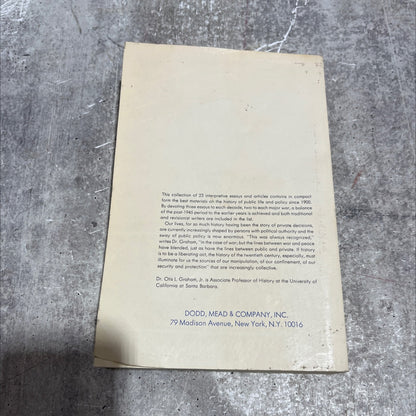 This collection of 23 interpretive essays and articles contains in compact
form the best materials on the history of public life and policy since 1900.
By devoting three essays to each decade, two to each major war, a balance
of the post-1945 period to the earlier years is achieved and both traditional
and revisionist writers are included in the list.
Our lives, for so much history having been the story of private decisions,
are currently increasingly shaped by persons with political authority and the
sway of public policy is now enormous. "This was always recognized,"
writes Dr. Graham, "in the case of war; but the lines between war and peace
have blended, just as have the lines between public and private. If history
is to be a liberating art, the history of the twentieth century, especially, must
illuminate for us the sources of our manipulation, of our confinement, of our
security and protection" that are increasingly collective.
Dr. Otis L. Graham, Jr. is Associate Professor of History at the University of
California at Santa Barbara.
DODD, MEAD & COMPANY, INC.
79 Madison Avenue, New York, N.Y. 10016